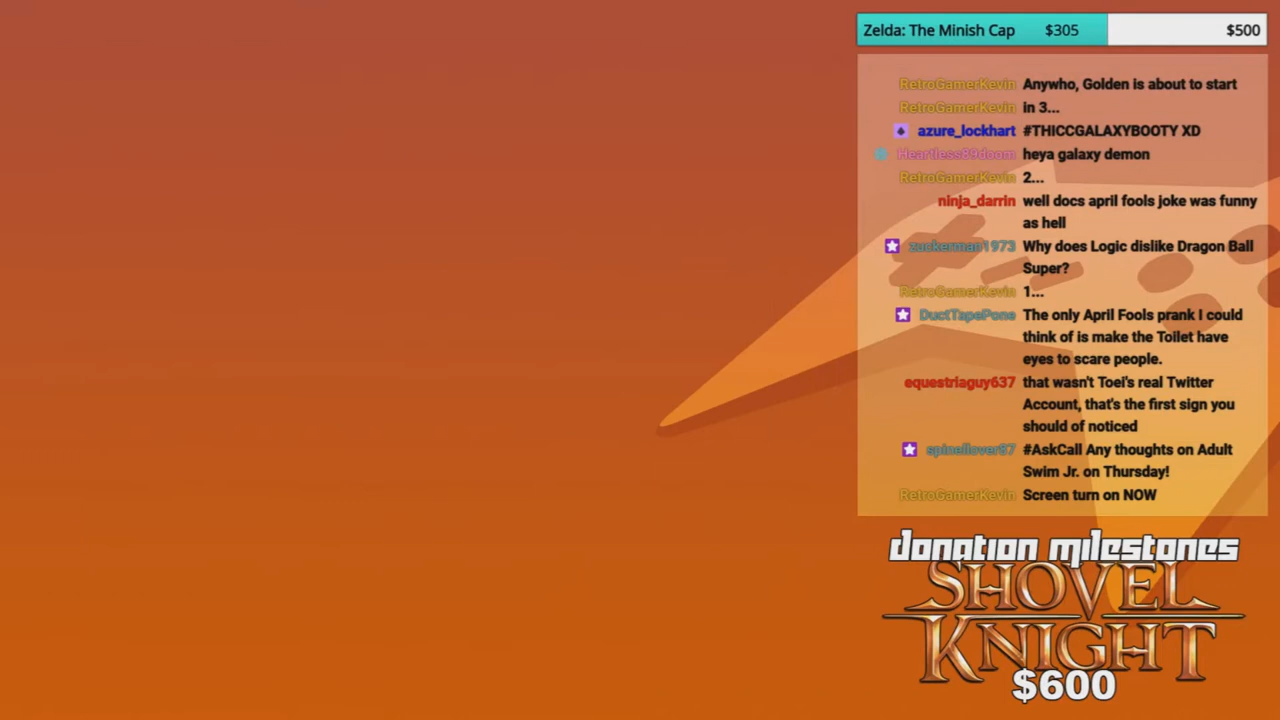 Zelda: The Minish Cap $305 $500
RetroGamerKevin Anywho, Golden is about to start
RetroGamerKevin in 3...
azure_lockhart #THICCGALAXYBOOTY XD
Heartless89doom heya galaxy demon
RetroGamerKevin 2...
ninja_darrin well docs april fools joke was funny
as hell
zuckerman1973 Why does Logic dislike Dragon Ball
Super?
RetroGamerKevin 1...
DuctTapePone The only April Fools prank I could
think of is make the Toilet have
eyes to scare people.
equestriaguy637 that wasn't Toei's real Twitter
Account, that's the first sign you
should of noticed
spinellover87 #AskCall Any thoughts on Adult
Swim Jr. on Thursday!
RetroGamerKevin Screen turn on NOW
donation milestones
SHOVEL
KNIGHT
$600